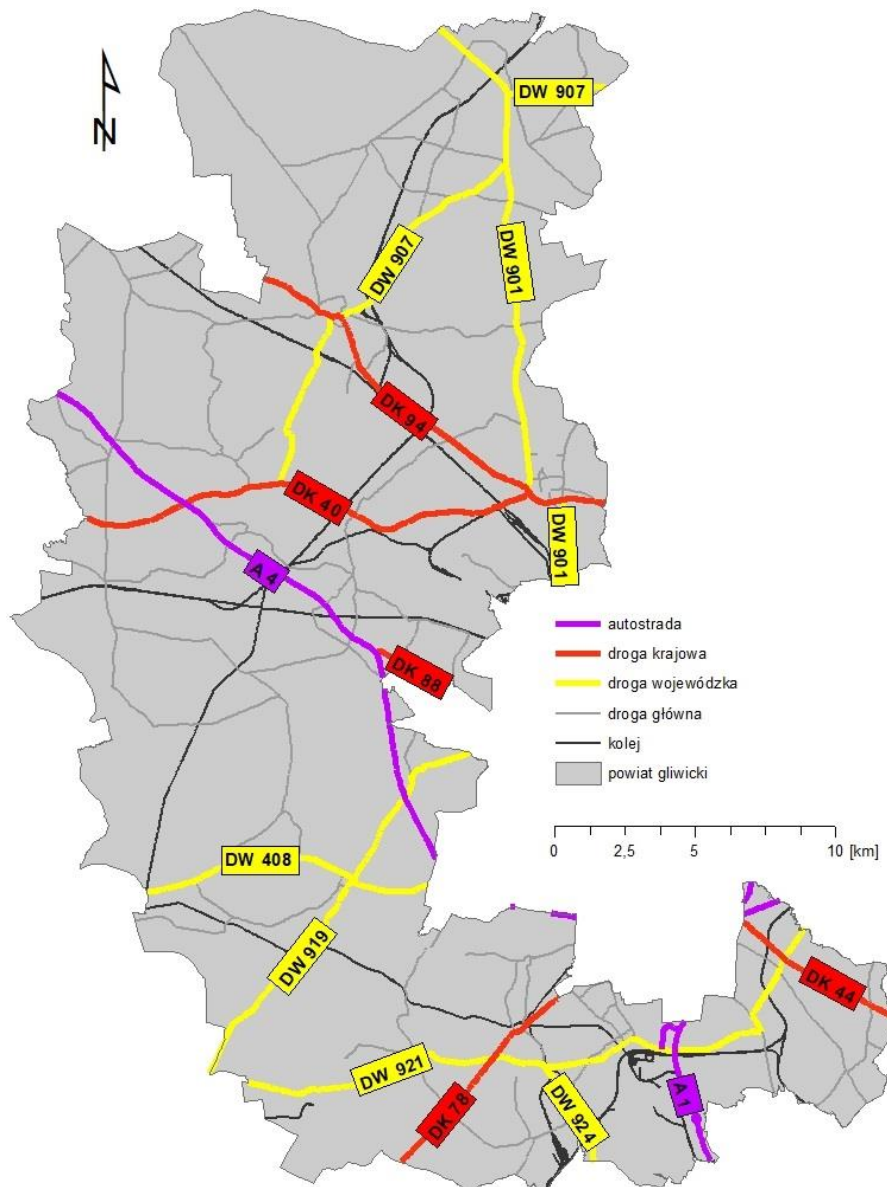 N
DW 907
DW 907
DW 901
DK 94
DK 40
DW 901
A 4
DK 88
autostrada
droga krajowa
droga wojewódzka
droga główna
kolej
powiat gliwicki
0 2,5 5 10 [km]
DW 408
DW 919
DK 44
DW 921
DK 78
DW 924
A 1